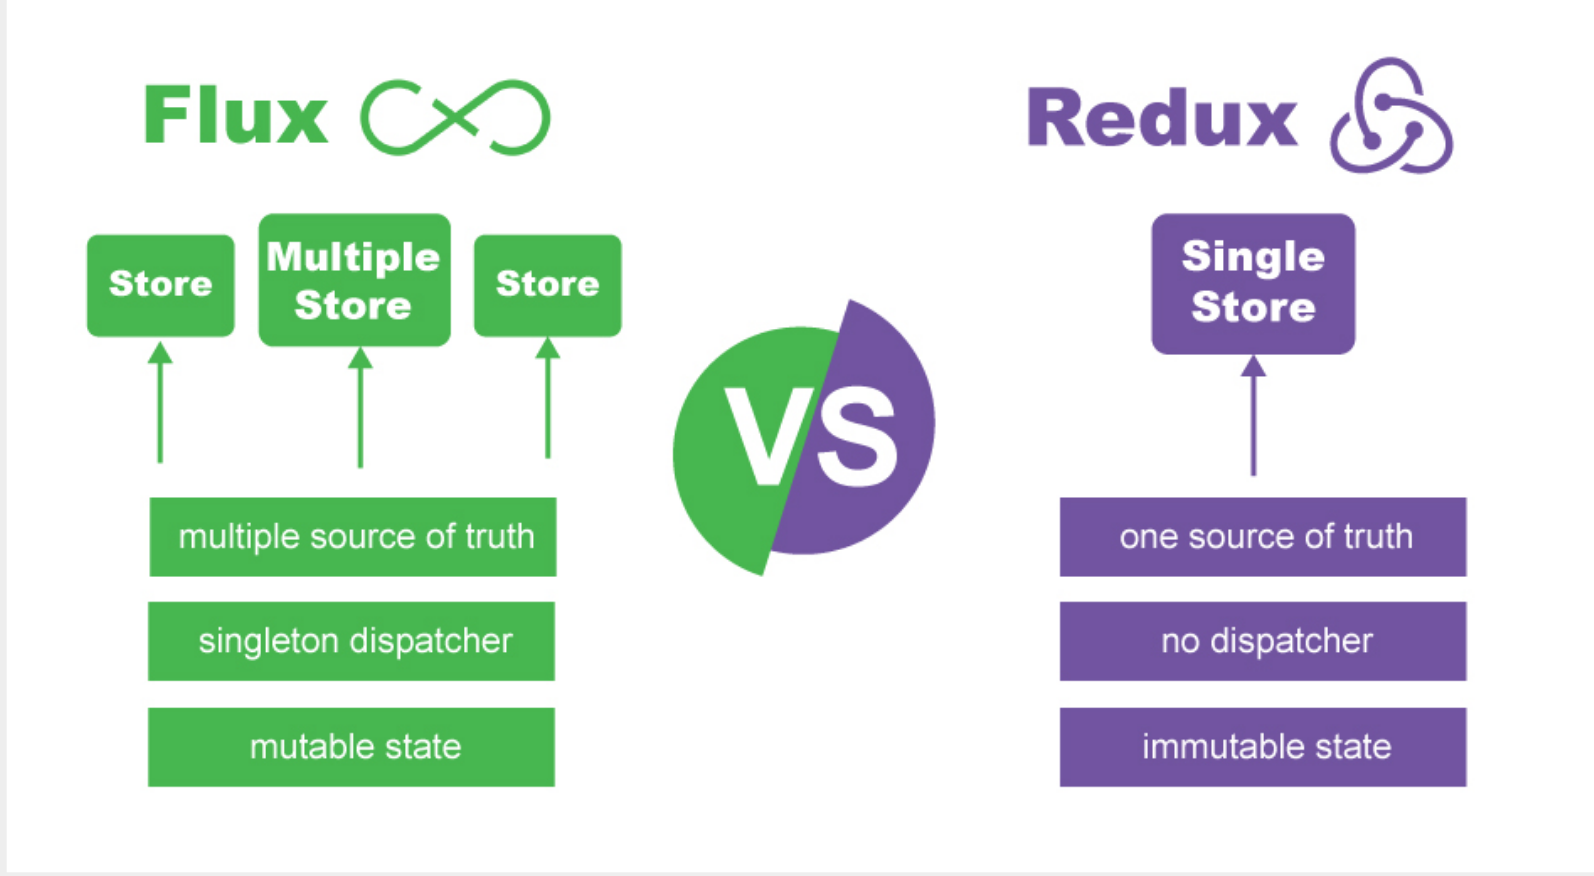 Flux
Redux
Store
Multiple
Store
Store
Single
Store
VS
multiple source of truth
one source of truth
singleton dispatcher
no dispatcher
mutable state
immutable state